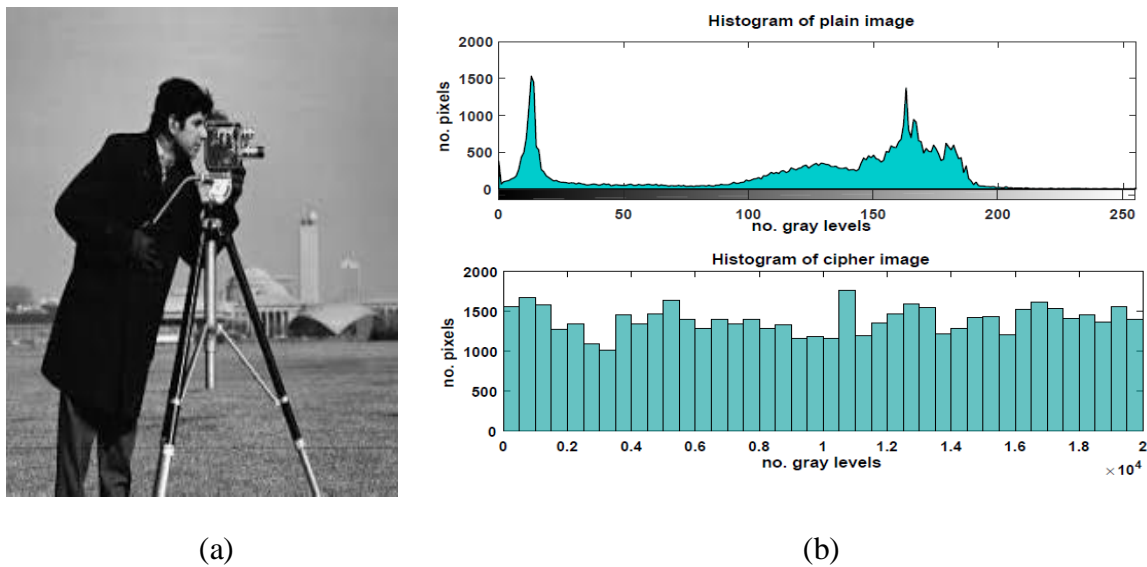 Histogram of plain image
2000
1500
1000
500
0
no. pixels
0 50 100 150 200 250
no. gray levels
Histogram of cipher image
2000
1500
1000
500
0
no. pixels
0 0.2 0.4 0.6 0.8 1 1.2 1.4 1.6 1.8 2
no. gray levels
×10⁴
(a) (b)